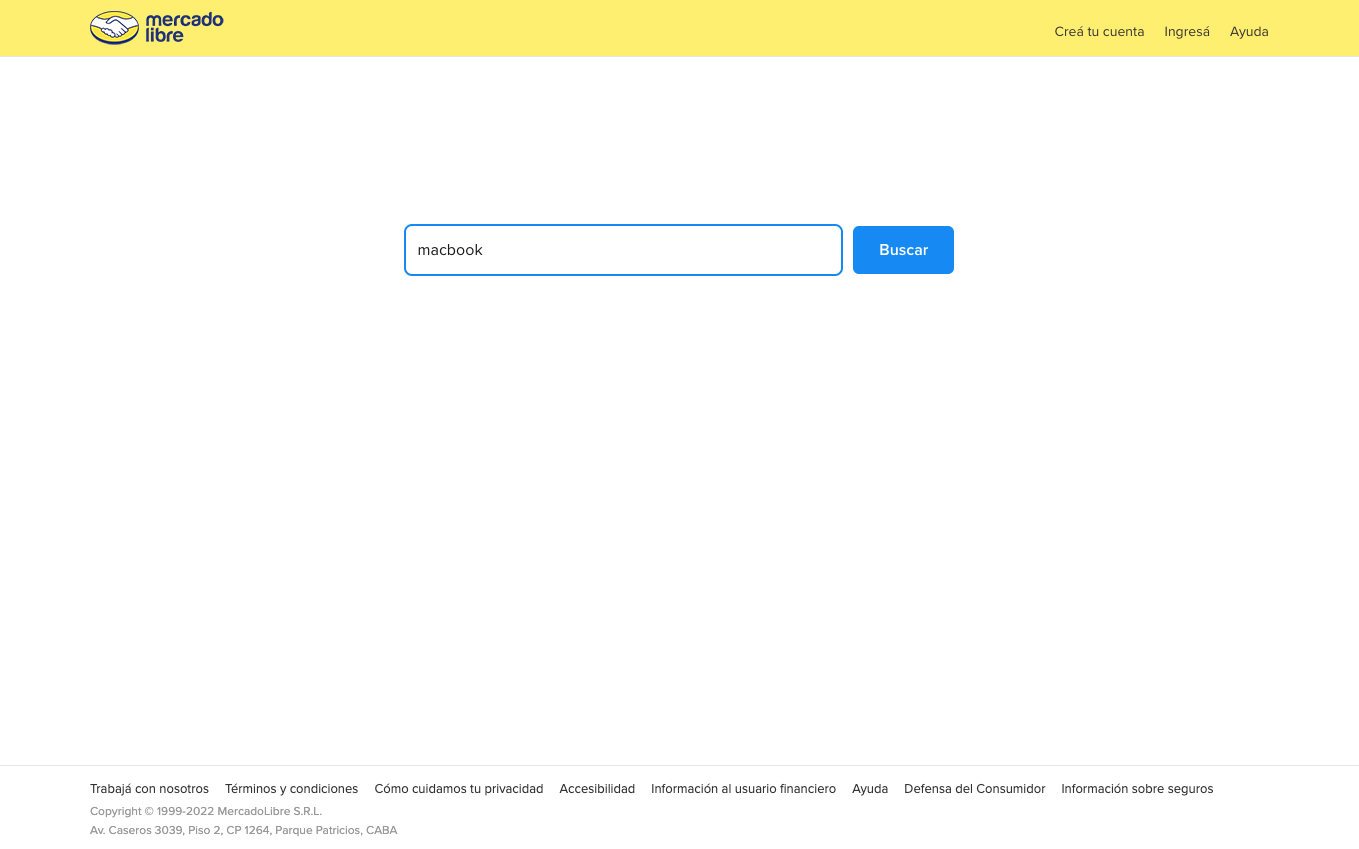 mercado
libre
Creá tu cuenta Ingresá Ayuda
macbook
Buscar
Trabajá con nosotros Términos y condiciones Cómo cuidamos tu privacidad Accesibilidad Información al usuario financiero Ayuda Defensa del Consumidor Información sobre seguros
Copyright © 1999-2022 MercadoLibre S.R.L.
Av. Caseros 3039, Piso 2, CP 1264, Parque Patricios, CABA